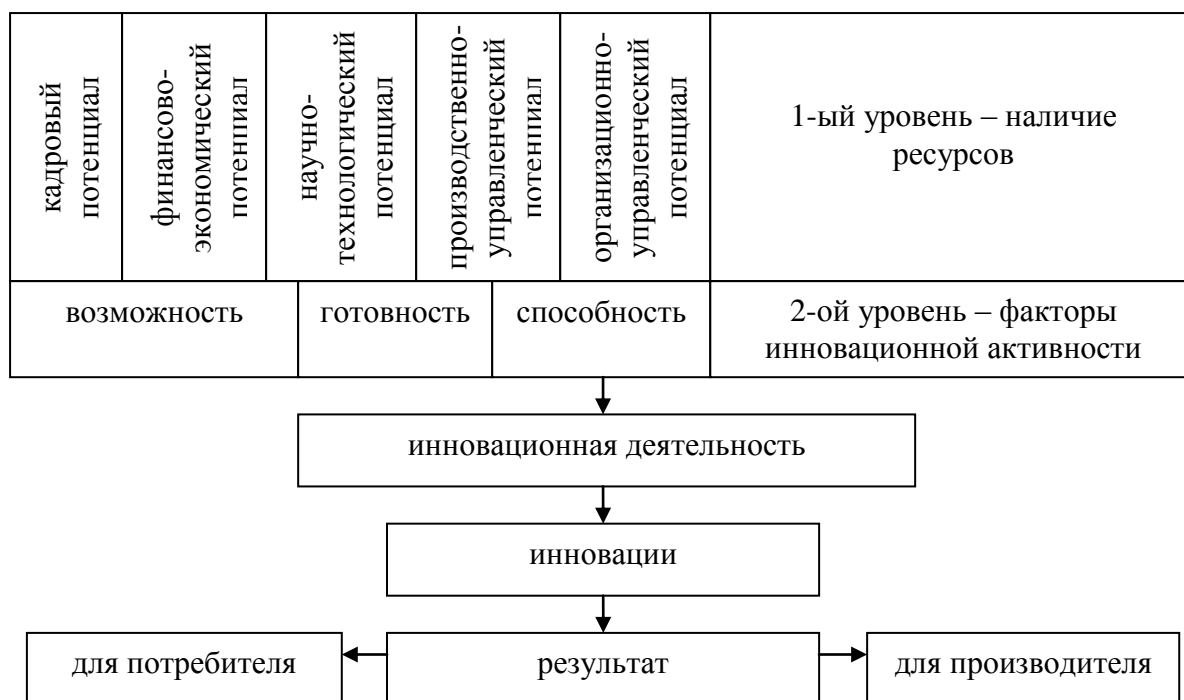 кадровый
потенциал
финансово-
экономический
потенциал
научно-
технологический
потенциал
производственно-
управленческий
потенциал
организационно-
управленческий
потенциал
1-ый уровень – наличие
ресурсов
возможность
готовность
способность
2-ой уровень – факторы
инновационной активности
инновационная деятельность
инновации
для потребителя
результат
для производителя